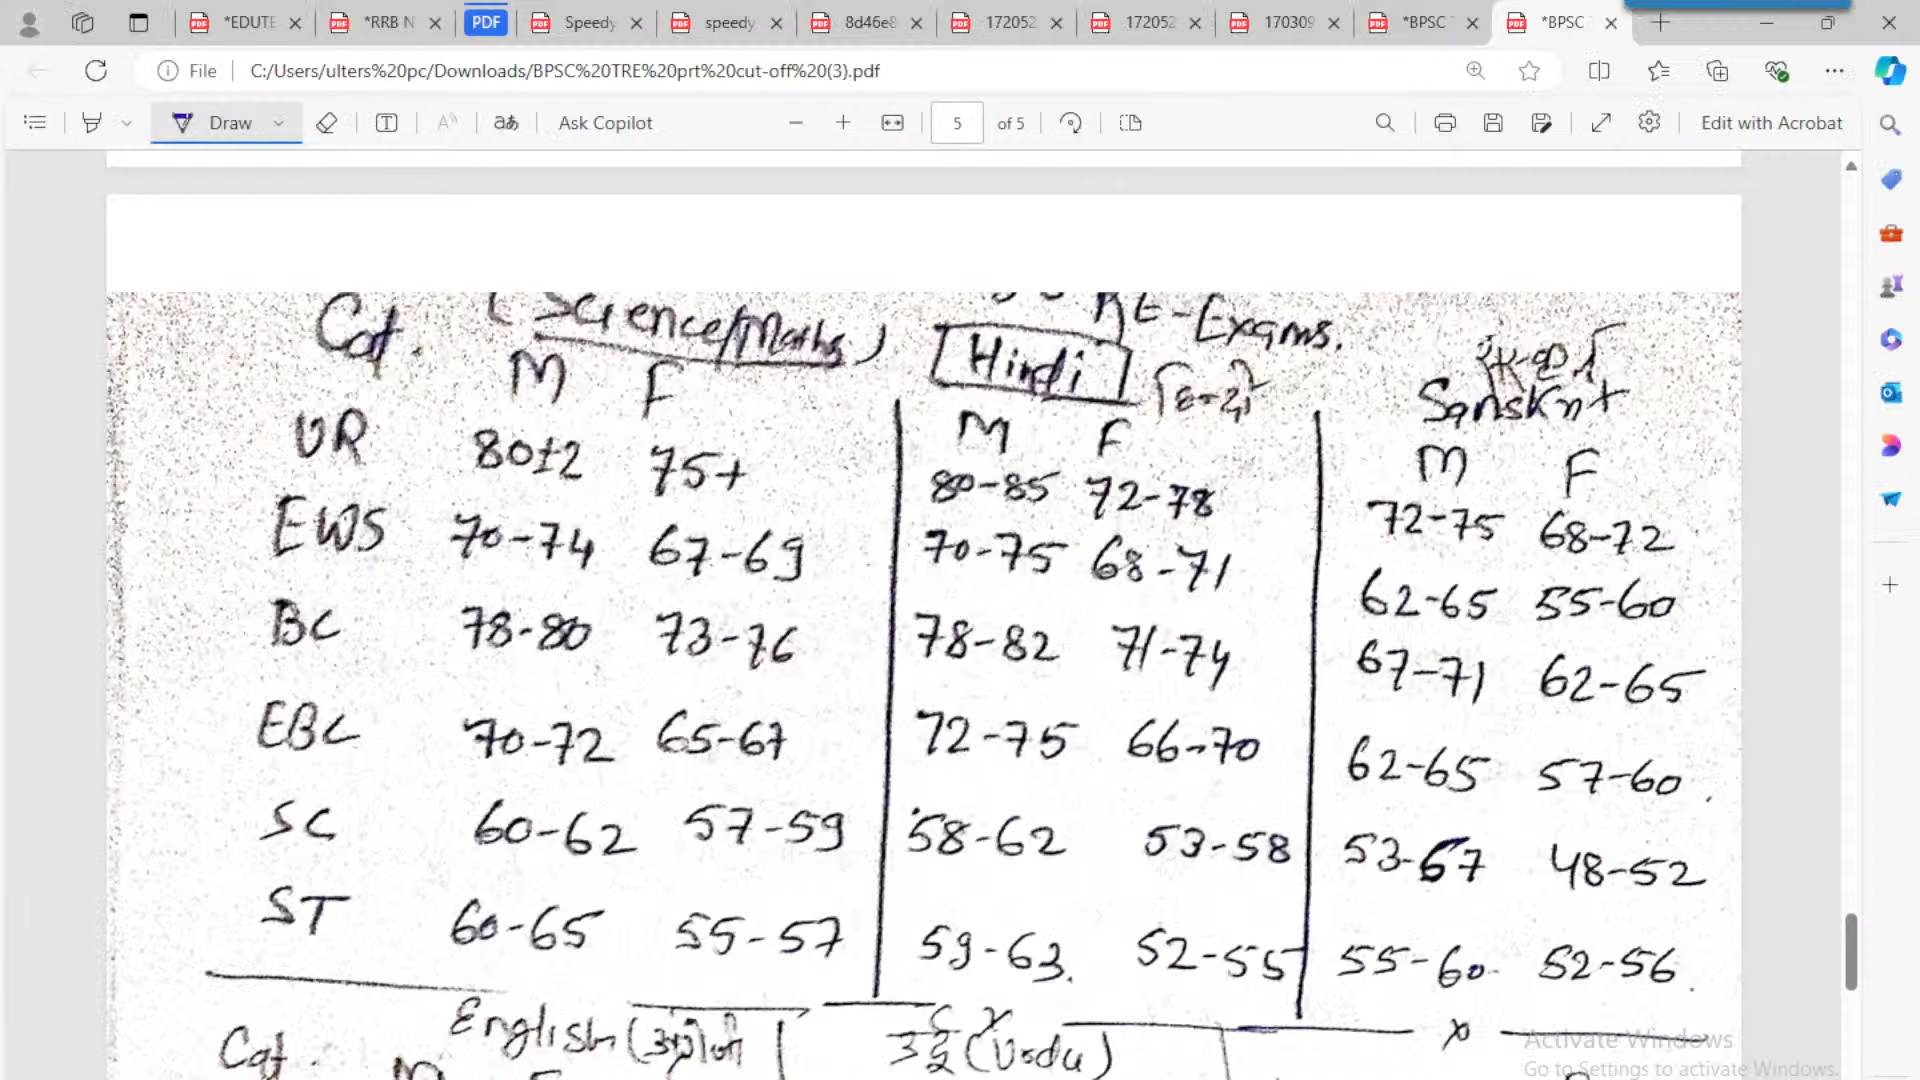 *EDUTE
*RRB N
PDF
Speedy
speedy
8d46e8
172052
172052
170309
*BPSC
*BPSC
File
C:/Users/ulters%20pc/Downloads/BPSC%20TRE%20prt%20cut-off%20(3).pdf
Draw
Ask Copilot
5 of 5
Edit with Acrobat
RE-Exams.
Cat. (Science/Maths) Hindi हिन्दी संस्कृत Sanskrit
M F M F M F
UR 80±2 75+ 80-85 72-78 72-75 68-72
EWS 70-74 67-69 70-75 68-71 62-65 55-60
BC 78-80 73-76 78-82 71-74 67-71 62-65
EBC 70-72 65-67 72-75 66-70 62-65 57-60
SC 60-62 57-59 58-62 53-58 53-57 48-52
ST 60-65 55-57 59-63. 52-55 55-60 52-56
Cat. English (अंग्रेजी) उर्दू (Urdu)
Activate Windows
Go to Settings to activate Windows.